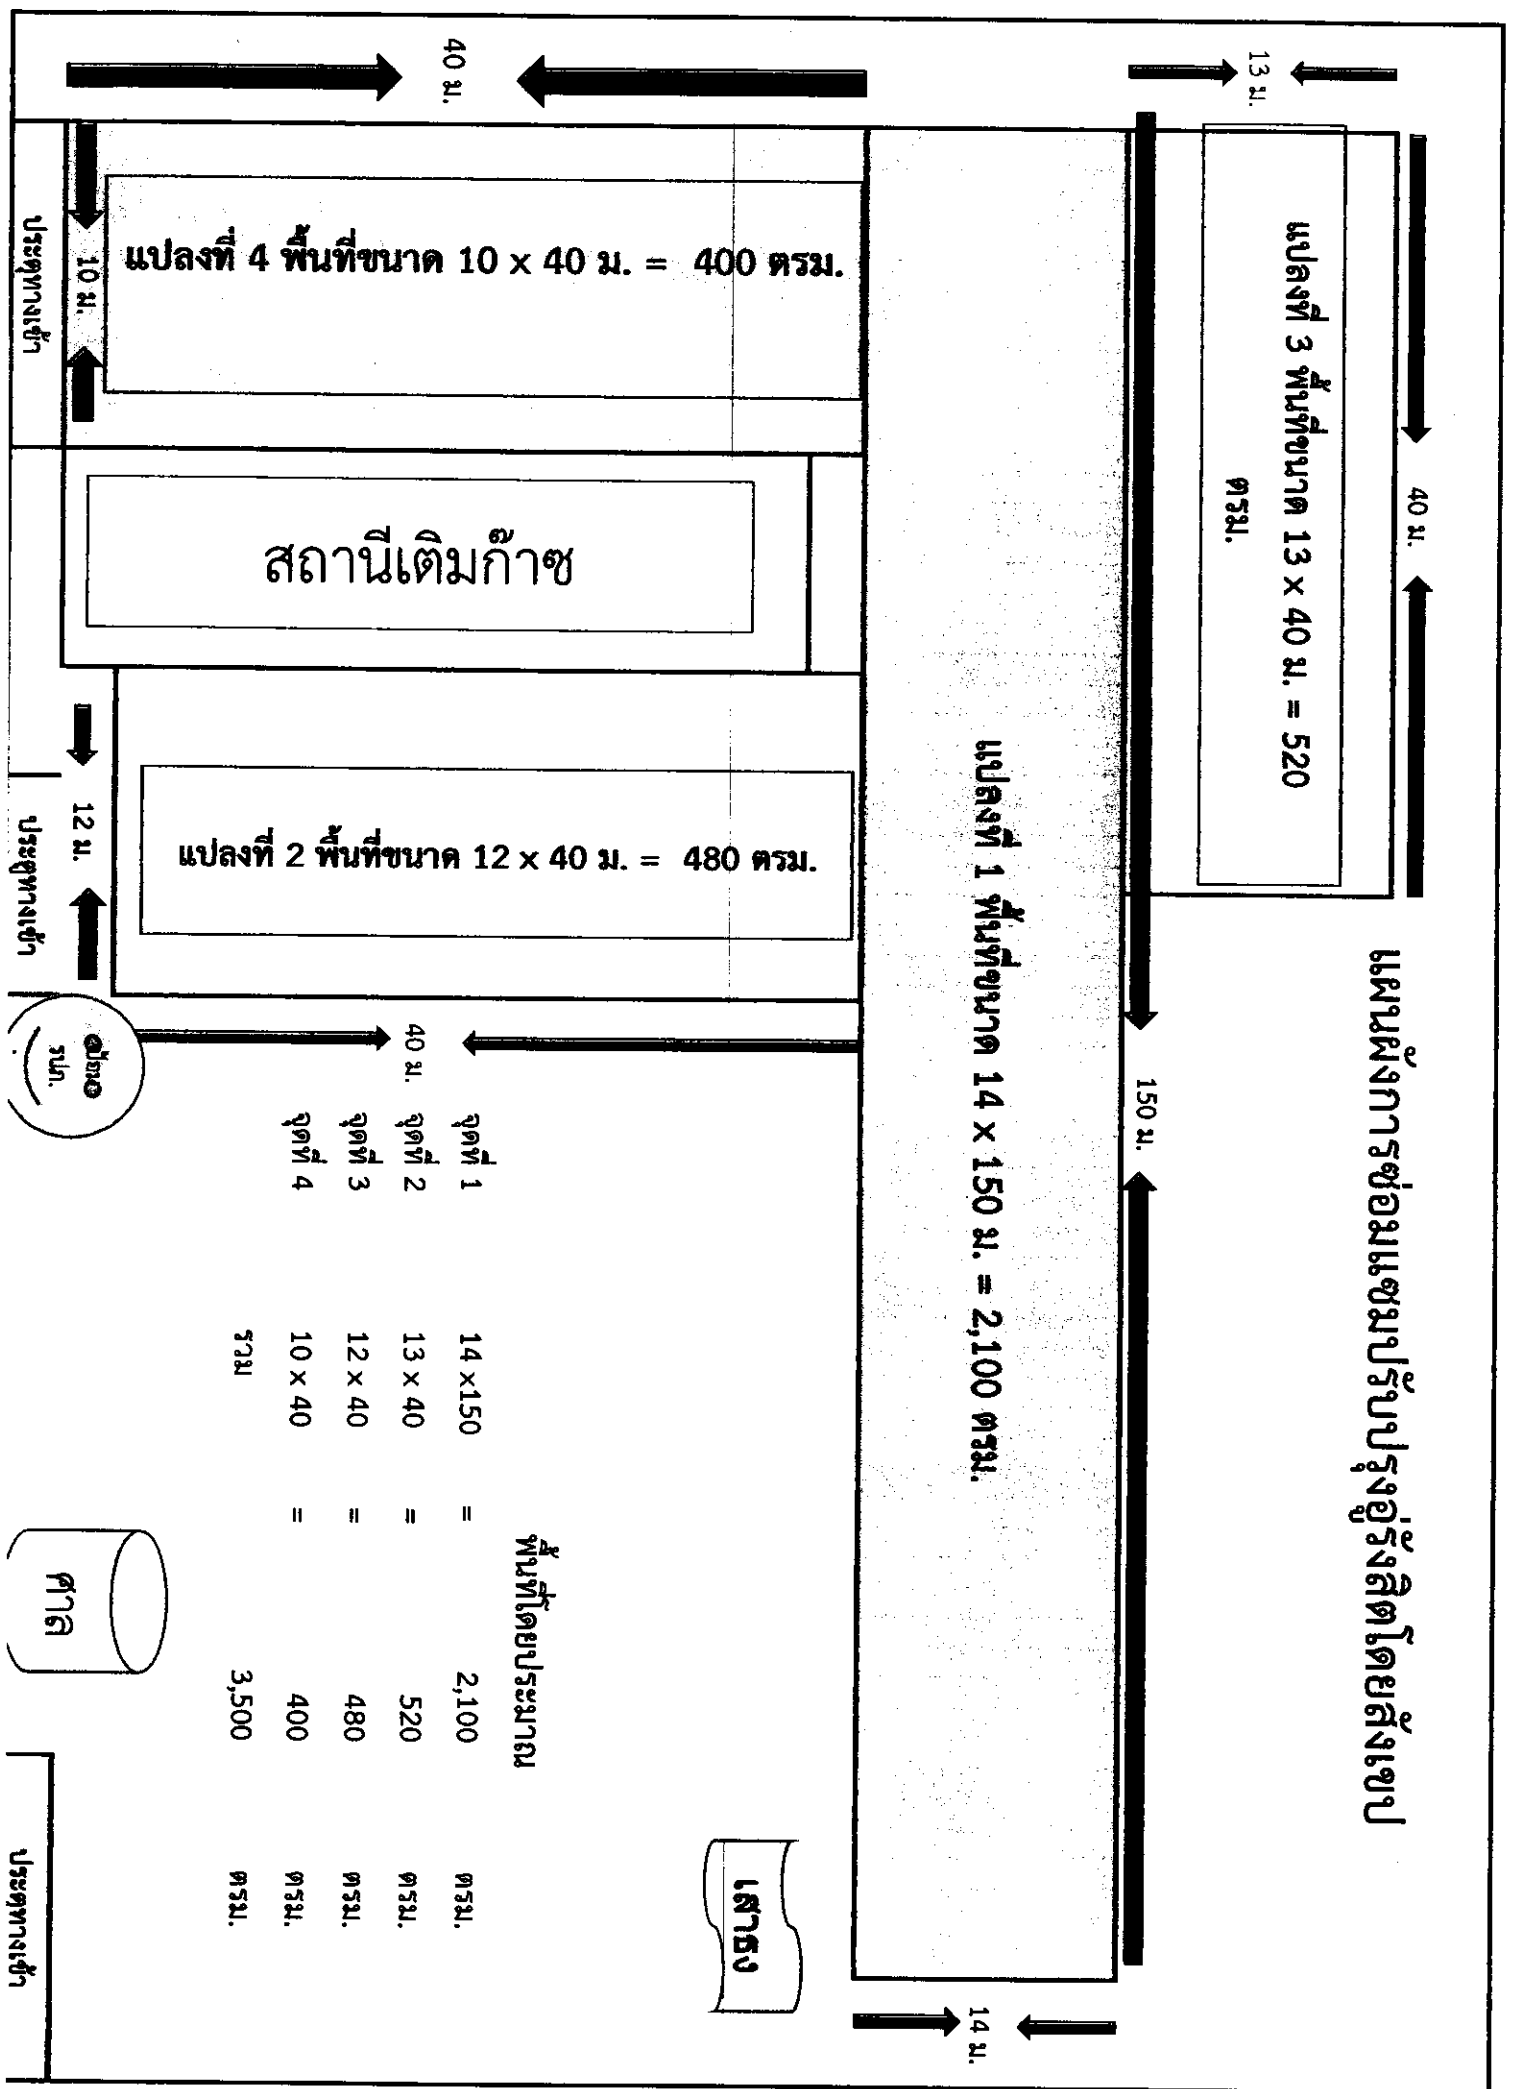 แผนผังการซ่อมแซมปรับปรุงอู่รังสิตโดยสังเขป
40 ม.
13 ม.
แปลงที่ 3 พื้นที่ขนาด 13 x 40 ม. = 520
ตรม.
150 ม.
แปลงที่ 1 พื้นที่ขนาด 14 x 150 ม. = 2,100 ตรม.
14 ม.
40 ม.
แปลงที่ 4 พื้นที่ขนาด 10 x 40 ม. = 400 ตรม.
10 ม.
ประตูทางเข้า
สถานีเติมก๊าซ
แปลงที่ 2 พื้นที่ขนาด 12 x 40 ม. = 480 ตรม.
12 ม.
ประตูทางเข้า
40 ม.
รปภ.
พื้นที่โดยประมาณ
จุดที่ 1 14 x150 = 2,100 ตรม.
จุดที่ 2 13 x 40 = 520 ตรม.
จุดที่ 3 12 x 40 = 480 ตรม.
จุดที่ 4 10 x 40 = 400 ตรม.
รวม 3,500 ตรม.
เสาธง
ศาล
ประตูทางเข้า